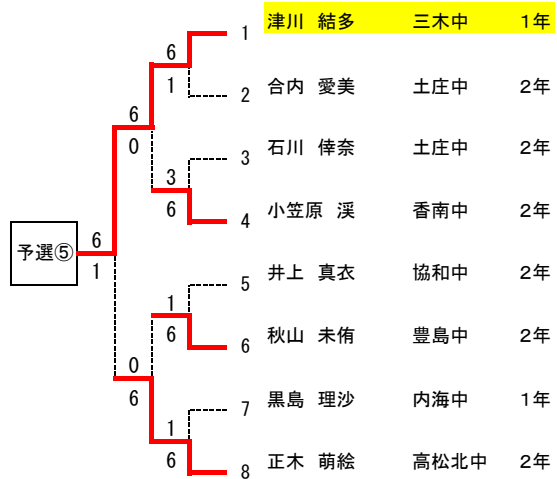 津川 結多 三木中 1年
1
6
1
合内 愛美 土庄中 2年
2
6
0
石川 倖奈 土庄中 2年
3
3
6
小笠原 渓 香南中 2年
4
予選⑤
6
1
井上 真衣 協和中 2年
5
1
6
秋山 未侑 豊島中 2年
6
0
6
黒島 理沙 内海中 1年
7
1
6
正木 萌絵 高松北中 2年
8